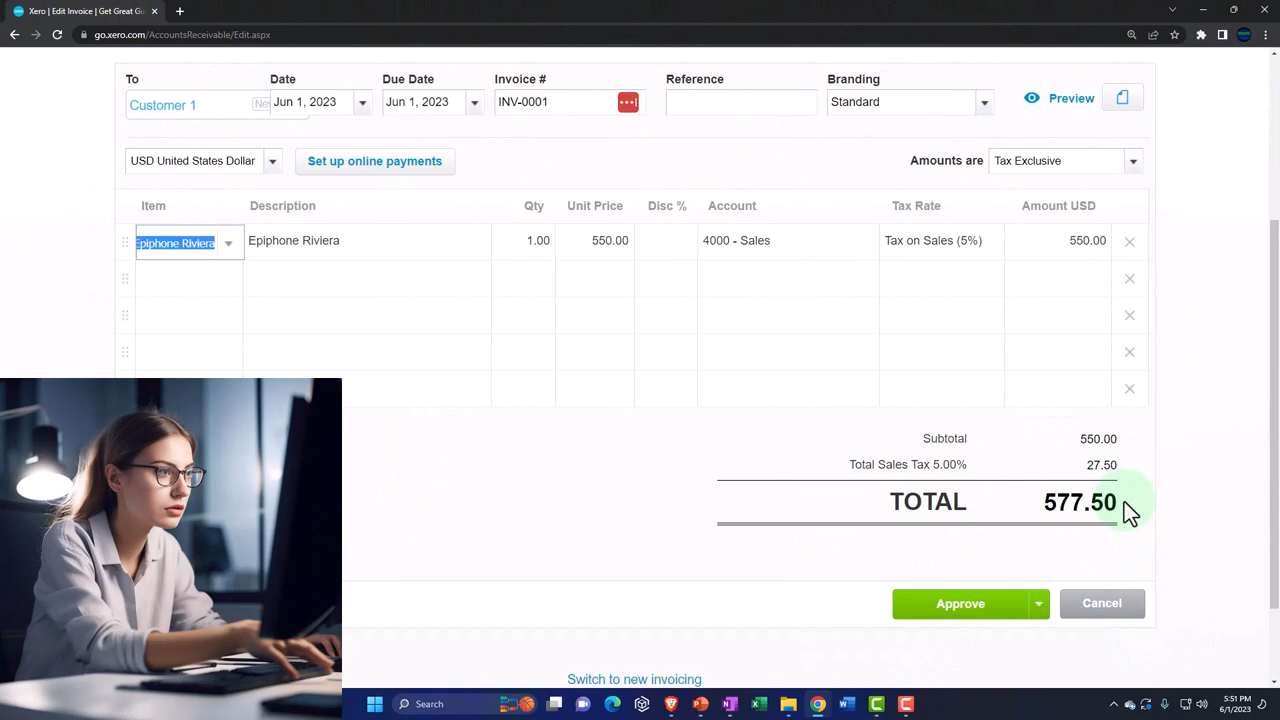 Xero | Edit Invoice | Get Great Gu
go.xero.com/AccountsReceivable/Edit.aspx
To
Date
Due Date
Invoice #
Reference
Branding
Customer 1
Jun 1, 2023
Jun 1, 2023
INV-0001
Standard
Preview
USD United States Dollar
Set up online payments
Amounts are
Tax Exclusive
Item
Description
Qty
Unit Price
Disc %
Account
Tax Rate
Amount USD
Epiphone Riviera
Epiphone Riviera
1.00
550.00
4000 - Sales
Tax on Sales (5%)
550.00
Subtotal
550.00
Total Sales Tax 5.00%
27.50
TOTAL
577.50
Approve
Cancel
Switch to new invoicing
Search
5:51 PM
6/1/2023